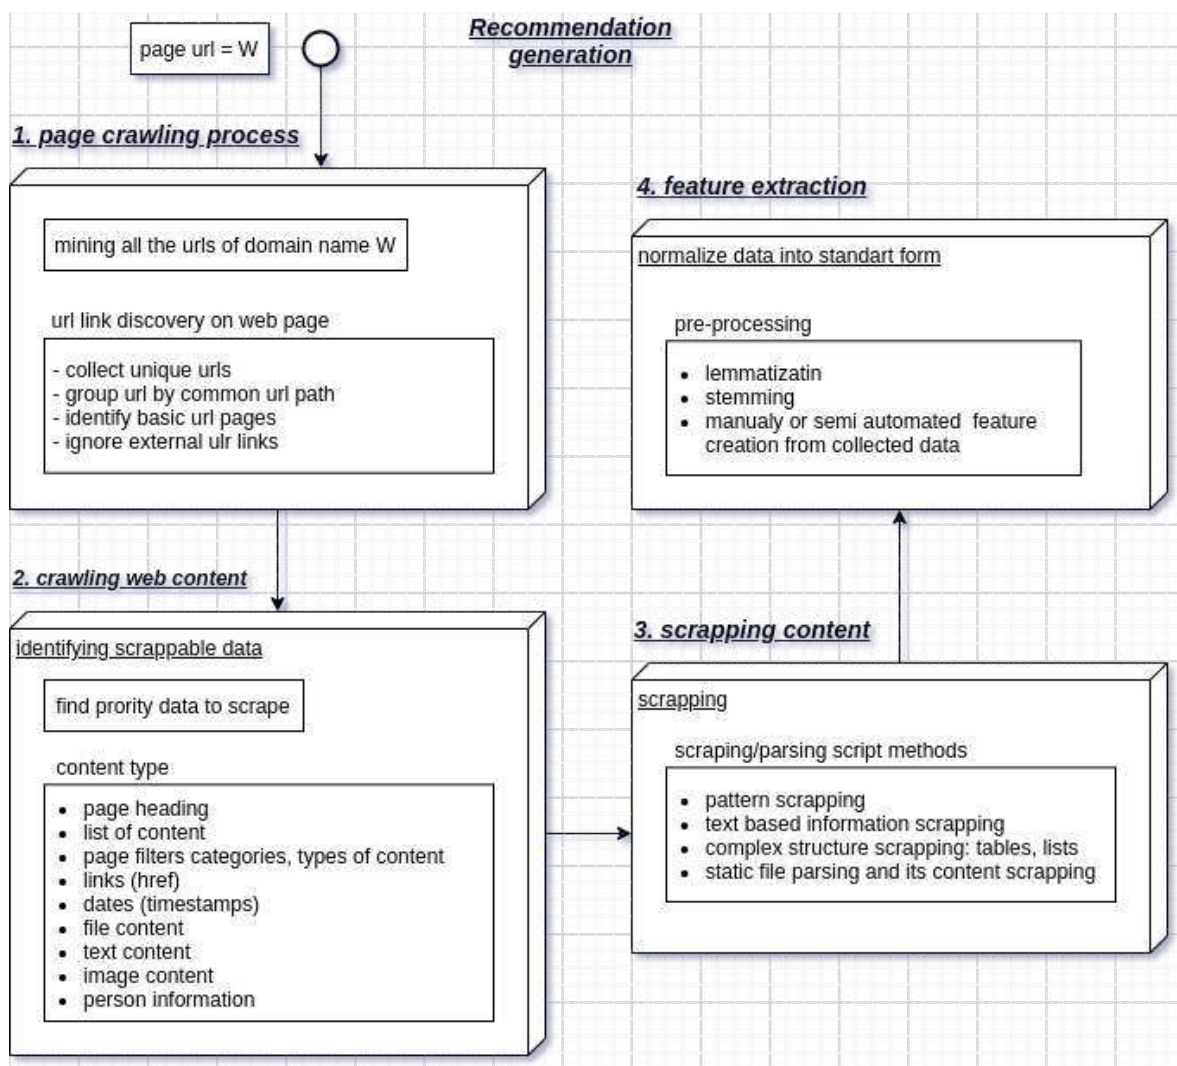 page url = W
Recommendation
generation
1. page crawling process
mining all the urls of domain name W
url link discovery on web page
- collect unique urls
- group url by common url path
- identify basic url pages
- ignore external ulr links
2. crawling web content
identifying scrappable data
find prority data to scrape
content type
• page heading
• list of content
• page filters categories, types of content
• links (href)
• dates (timestamps)
• file content
• text content
• image content
• person information
3. scrapping content
scrapping
scraping/parsing script methods
• pattern scrapping
• text based information scrapping
• complex structure scrapping: tables, lists
• static file parsing and its content scrapping
4. feature extraction
normalize data into standart form
pre-processing
• lemmatizatin
• stemming
• manualy or semi automated feature
creation from collected data